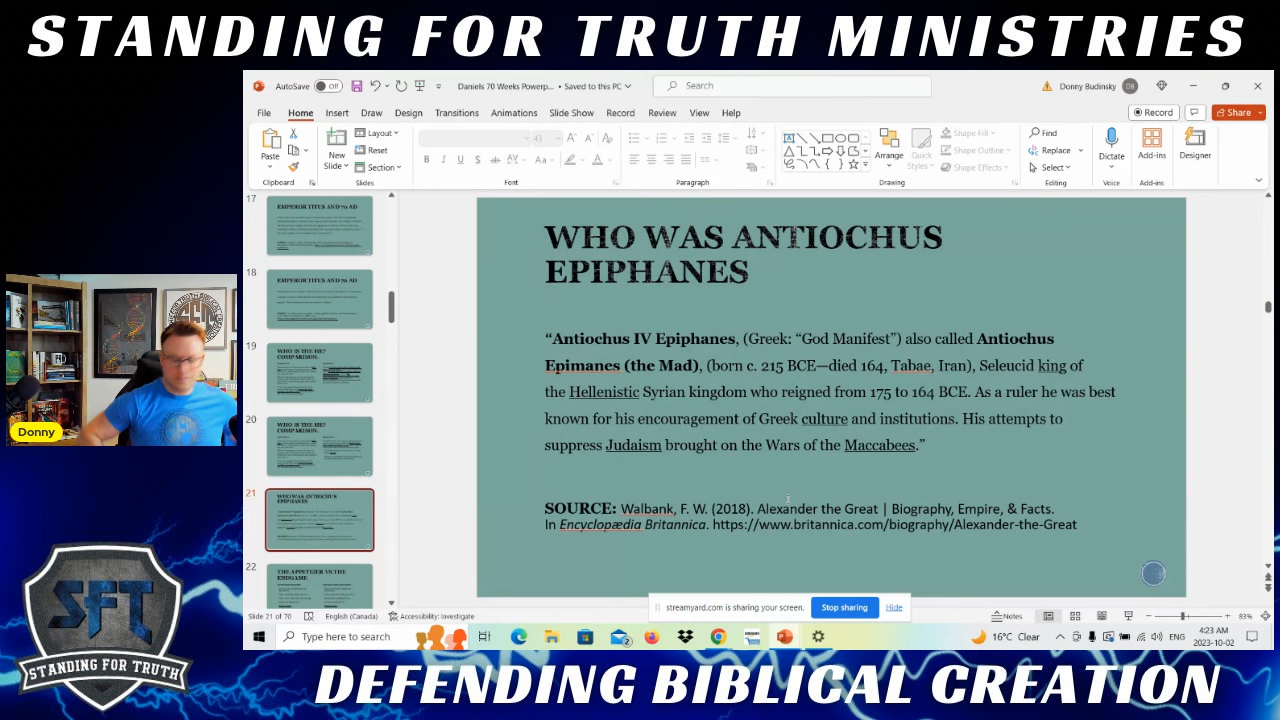 STANDING FOR TRUTH MINISTRIES
AutoSave Off
Daniels 70 Weeks Powerp... • Saved to this PC
Search
Donny Budinsky DB
File Home Insert Draw Design Transitions Animations Slide Show Record Review View Help
Record
Share
Paste
New
Slide
Layout
Reset
Section
43
B I U S ab AV Aa A
Arrange
Quick
Styles
Shape Fill
Shape Outline
Shape Effects
Find
Replace
Select
Dictate
Add-ins
Designer
Clipboard Slides Font Paragraph Drawing Editing Voice Add-ins
17
EMPEROR TITUS AND 70 AD
18
EMPEROR TITUS AND 70 AD
19
WHO IS THE HE?
COMPARISON.
20
WHO IS THE HE?
COMPARISON.
21
WHO WAS ANTIOCHUS
EPIPHANES
22
THE APPETIZER VS THE
ENDGAME
WHO WAS ANTIOCHUS
EPIPHANES
“Antiochus IV Epiphanes, (Greek: “God Manifest”) also called Antiochus
Epimanes (the Mad), (born c. 215 BCE—died 164, Tabae, Iran), Seleucid king of
the Hellenistic Syrian kingdom who reigned from 175 to 164 BCE. As a ruler he was best
known for his encouragement of Greek culture and institutions. His attempts to
suppress Judaism brought on the Wars of the Maccabees.”
SOURCE: Walbank, F. W. (2018). Alexander the Great | Biography, Empire, & Facts.
In Encyclopædia Britannica. https://www.britannica.com/biography/Alexander-the-Great
Donny
streamyard.com is sharing your screen. Stop sharing Hide
Slide 21 of 70 English (Canada) Accessibility: Investigate
Notes
83%
Type here to search
16°C Clear
ENG
4:23 AM
2023-10-02
SFT
STANDING FOR TRUTH
DEFENDING BIBLICAL CREATION